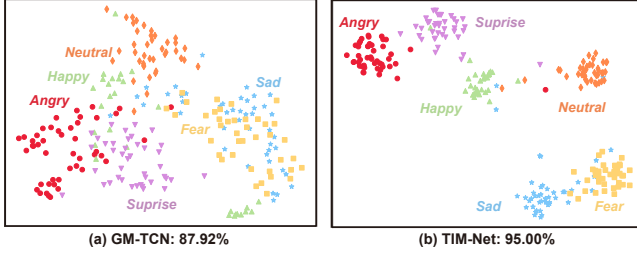 Neutral
Happy
Angry
Sad
Fear
Suprise
(a) GM-TCN: 87.92%
Angry
Suprise
Happy
Neutral
Sad
Fear
(b) TIM-Net: 95.00%